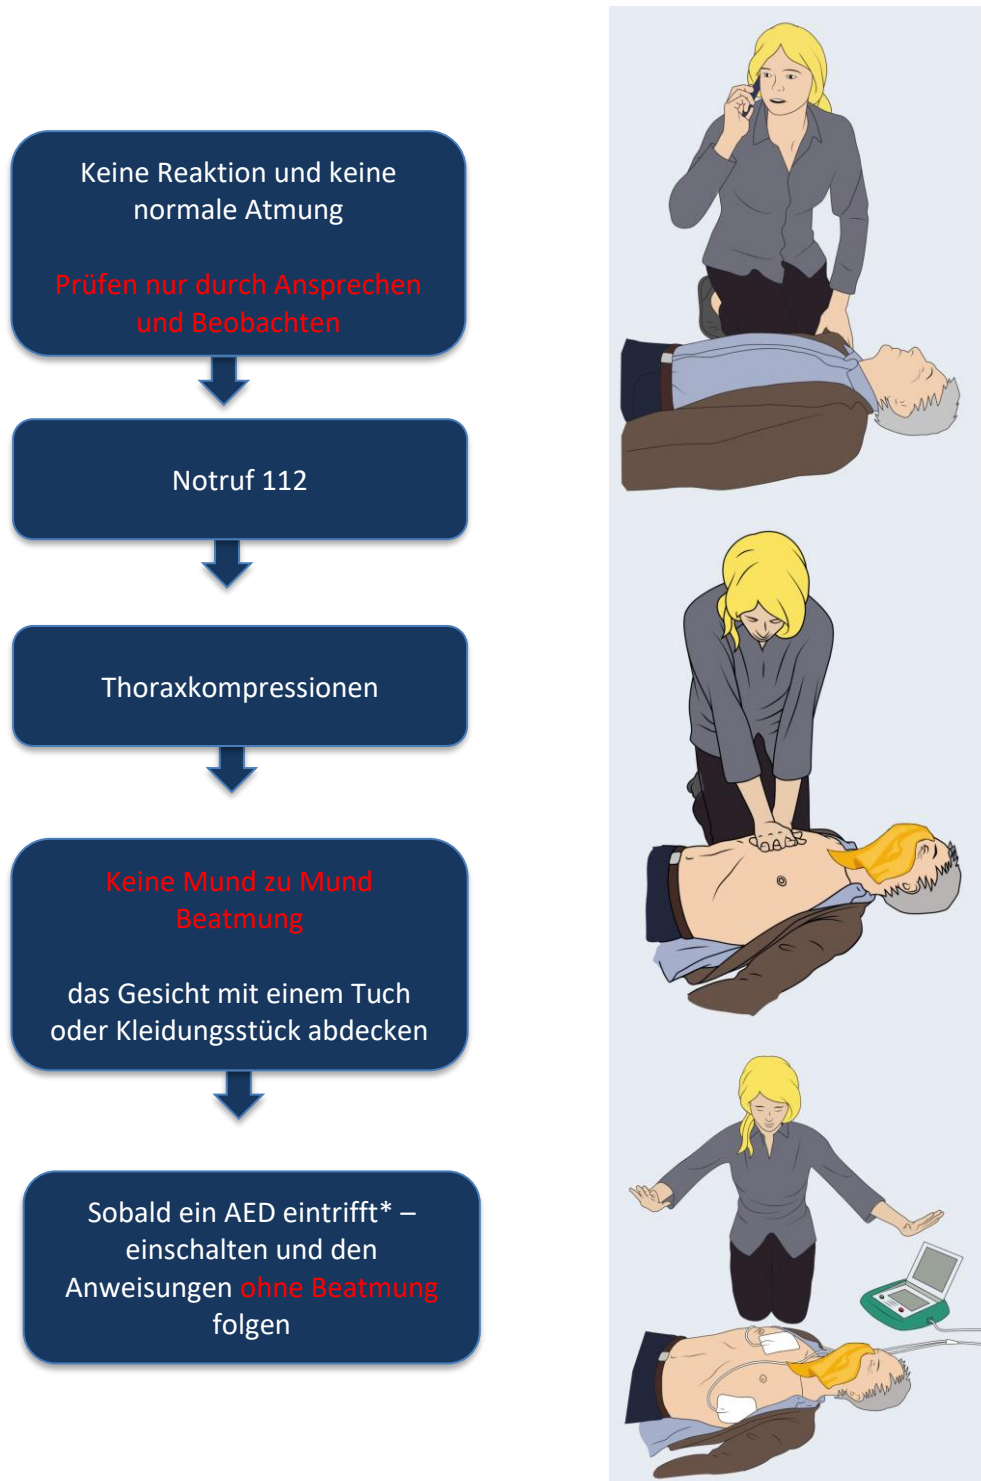 Keine Reaktion und keine
normale Atmung
Prüfen nur durch Ansprechen
und Beobachten
Notruf 112
Thoraxkompressionen
Keine Mund zu Mund
Beatmung
das Gesicht mit einem Tuch
oder Kleidungsstück abdecken
Sobald ein AED eintrifft* –
einschalten und den
Anweisungen ohne Beatmung
folgen